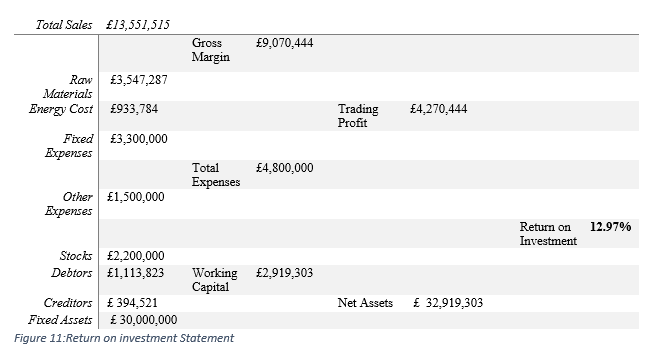 Total Sales £13,551,515
Gross £9,070,444
Margin
Raw £3,547,287
Materials
Energy Cost £933,784 Trading £4,270,444
Profit
Fixed £3,300,000
Expenses
Total £4,800,000
Expenses
Other £1,500,000
Expenses
Return on 12.97%
Investment
Stocks £2,200,000
Debtors £1,113,823 Working £2,919,303
Capital
Creditors £ 394,521 Net Assets £ 32,919,303
Fixed Assets £ 30,000,000
Figure 11:Return on investment Statement